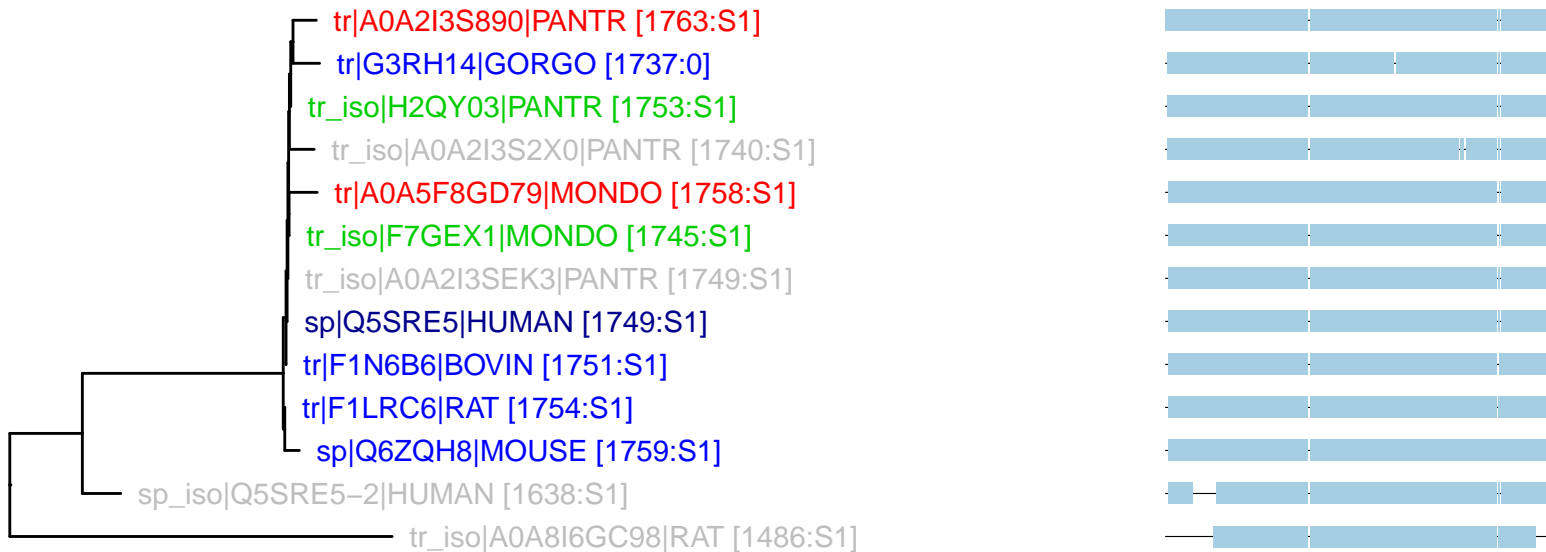 tr|A0A2I3S890|PANTR [1763:S1]
tr|G3RH14|GORGO [1737:0]
tr_iso|H2QY03|PANTR [1753:S1]
tr_iso|A0A2I3S2X0|PANTR [1740:S1]
tr|A0A5F8GD79|MONDO [1758:S1]
tr_iso|F7GEX1|MONDO [1745:S1]
tr_iso|A0A2I3SEK3|PANTR [1749:S1]
sp|Q5SRE5|HUMAN [1749:S1]
tr|F1N6B6|BOVIN [1751:S1]
tr|F1LRC6|RAT [1754:S1]
sp|Q6ZQH8|MOUSE [1759:S1]
sp_iso|Q5SRE5−2|HUMAN [1638:S1]
tr_iso|A0A8I6GC98|RAT [1486:S1]